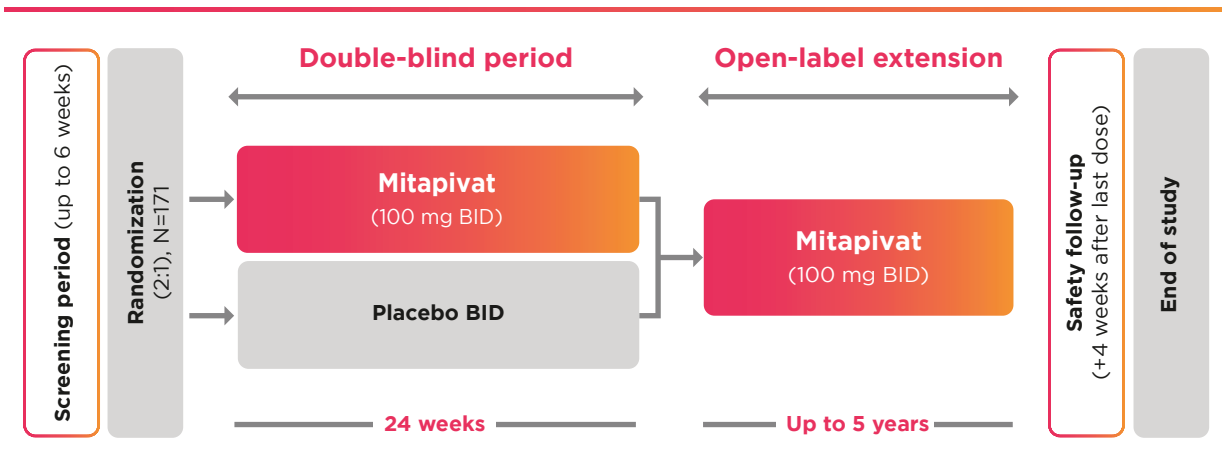 Screening period (up to 6 weeks)
Randomization
(2:1), N=171
Double-blind period
Mitapivat
(100 mg BID)
Placebo BID
24 weeks
Open-label extension
Mitapivat
(100 mg BID)
Up to 5 years
Safety follow-up
(+4 weeks after last dose)
End of study